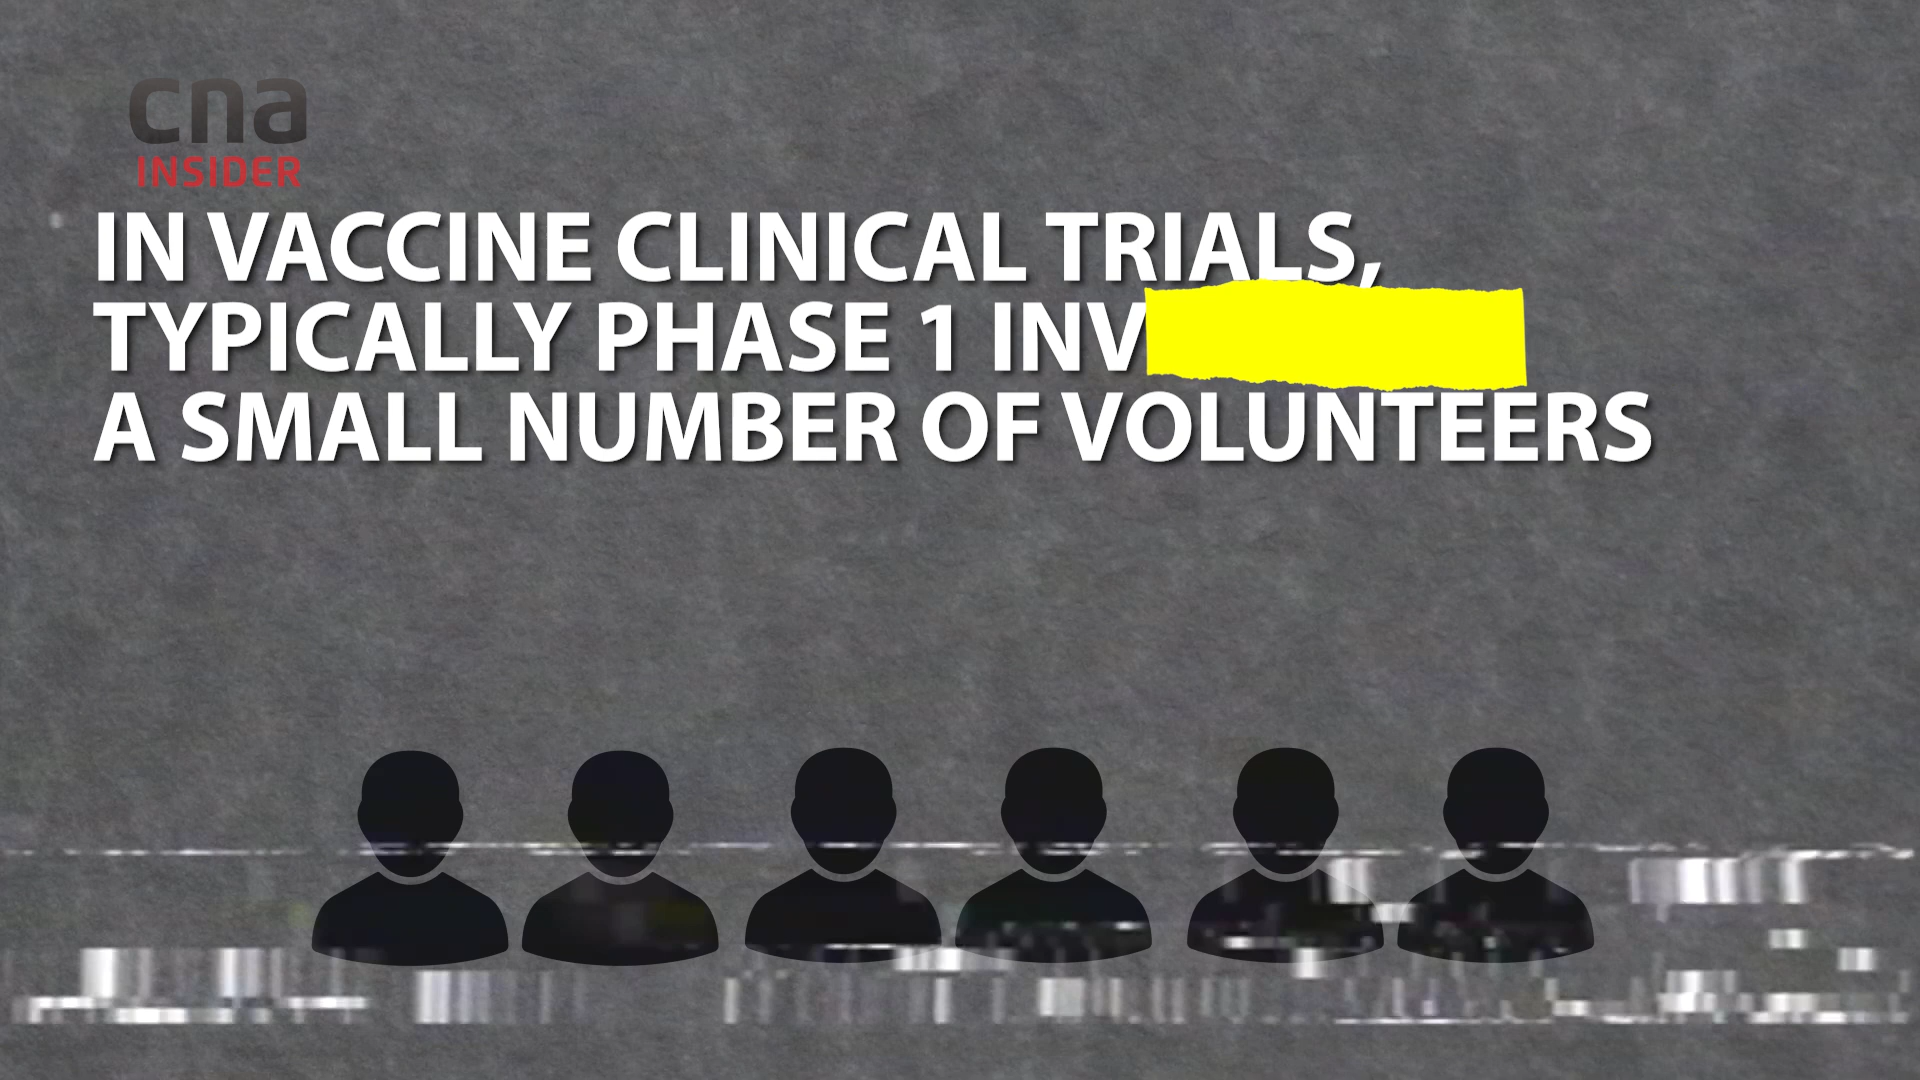 cna
INSIDER
IN VACCINE CLINICAL TRIALS,
TYPICALLY PHASE 1 INV
A SMALL NUMBER OF VOLUNTEERS